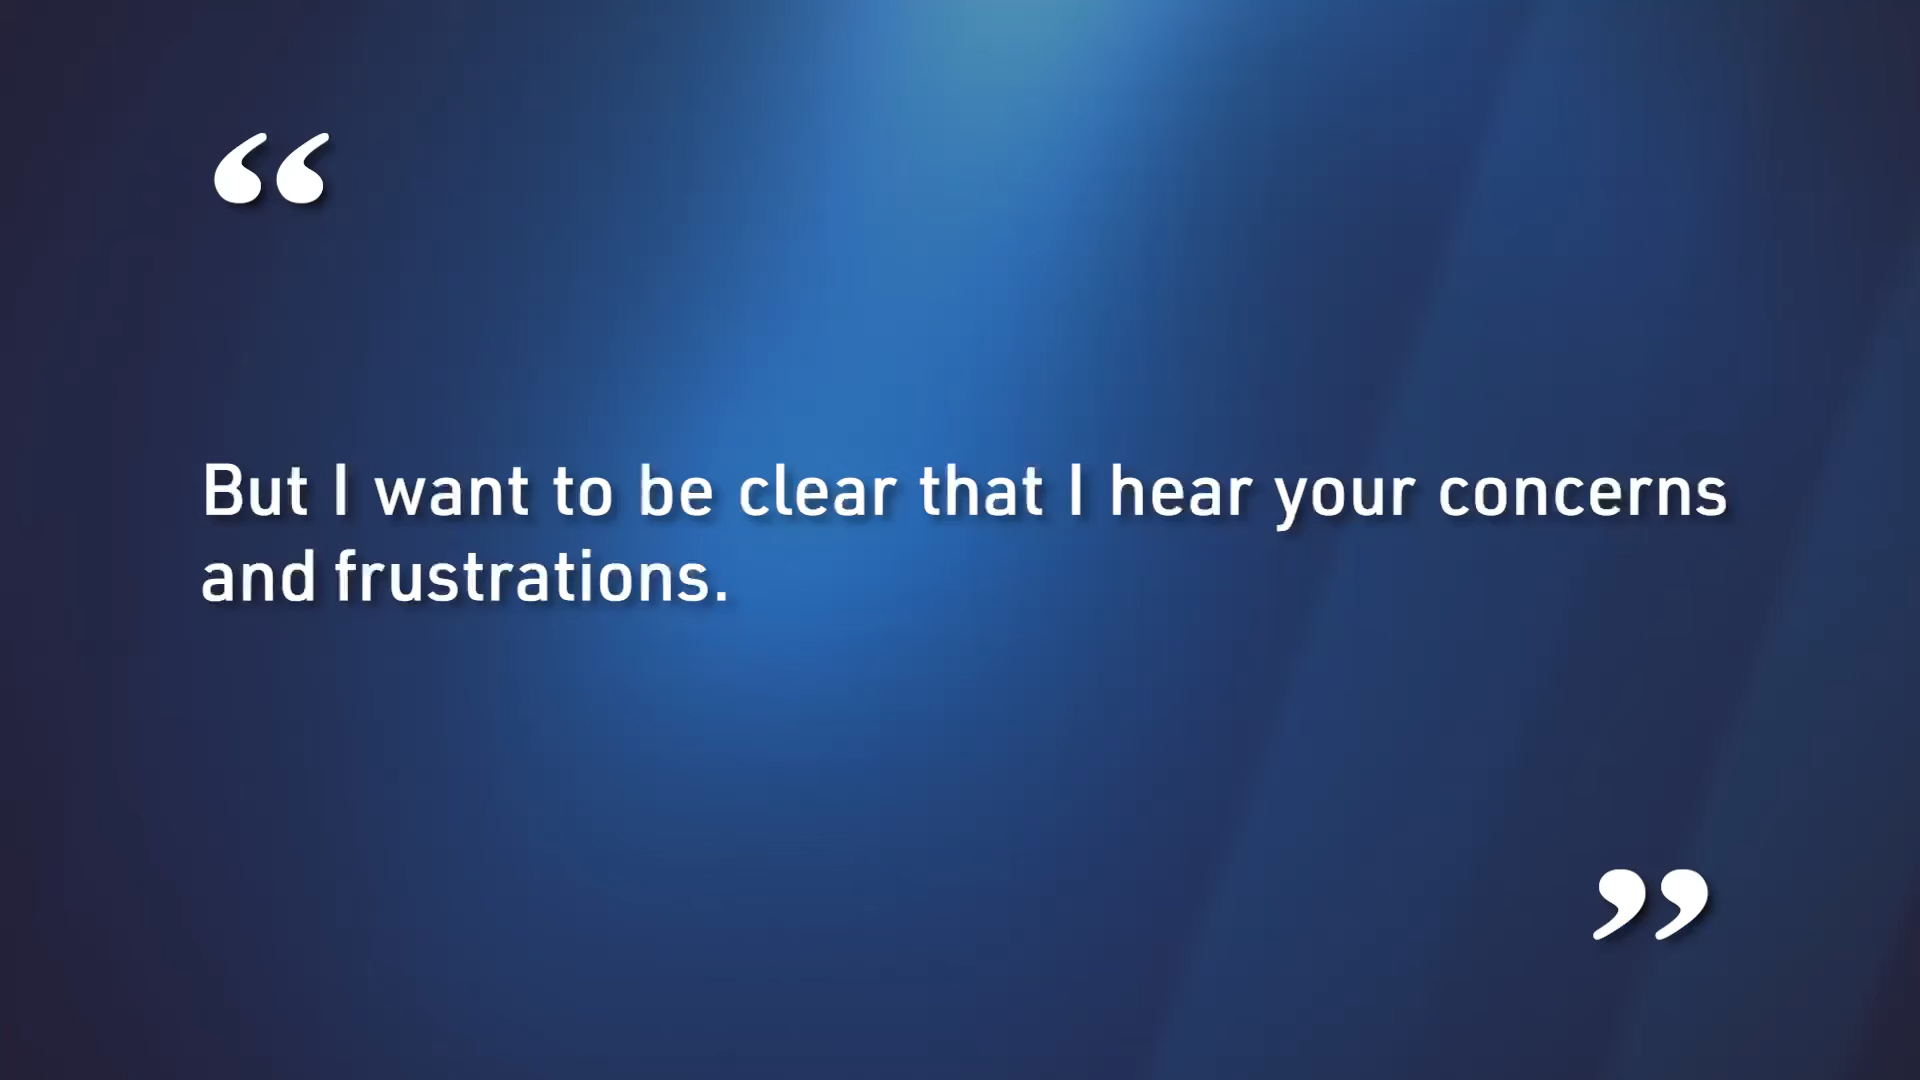 “
But I want to be clear that I hear your concerns
and frustrations.
”